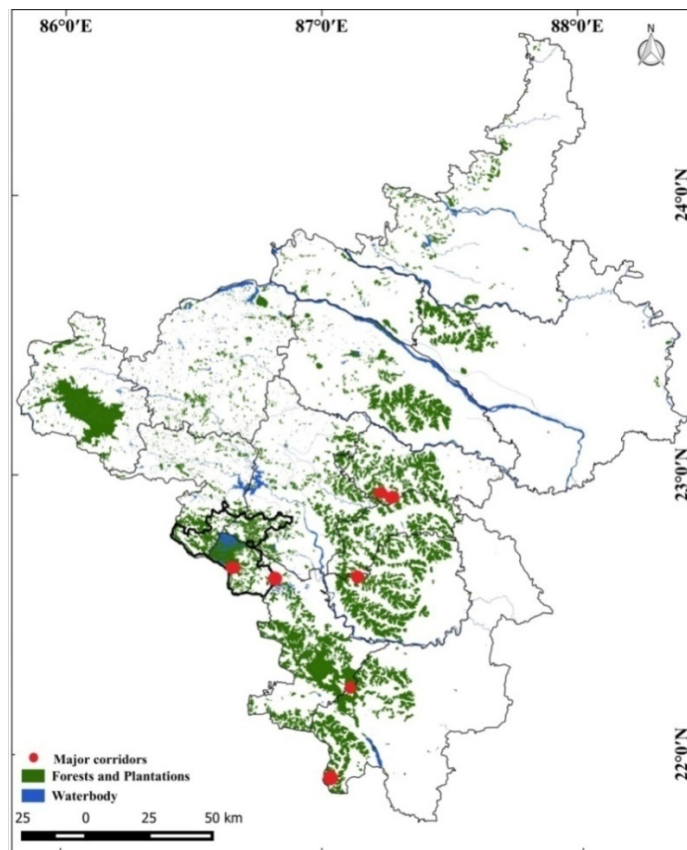 86°0′E 87°0′E 88°0′E
N
24°0′N
23°0′N
22°0′N
Major corridors
Forests and Plantations
Waterbody
25 0 25 50 km